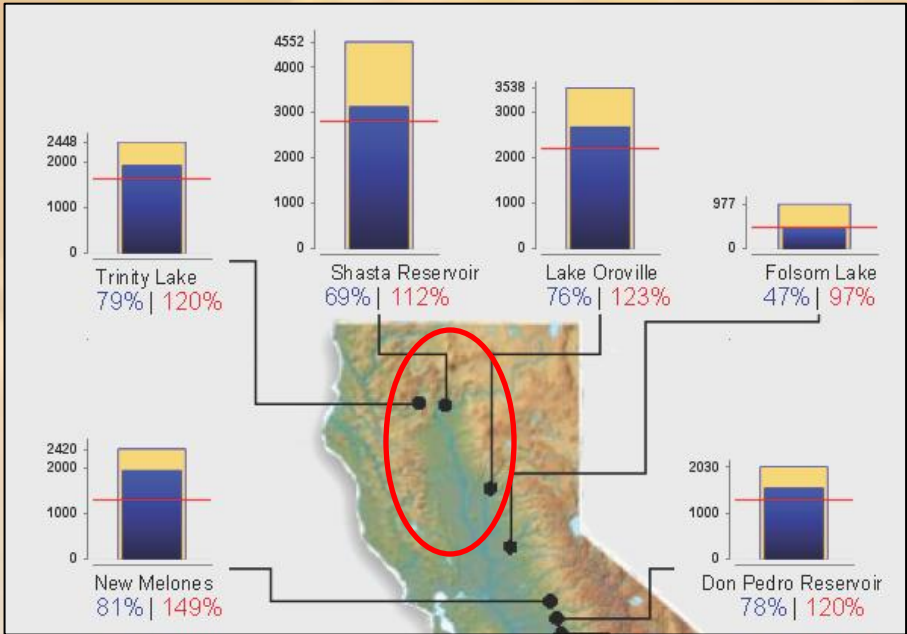 4552
4000
3000
2000
1000
0
Shasta Reservoir
69% | 112%
3538
3000
2000
1000
0
Lake Oroville
76% | 123%
2448
2000
1000
0
Trinity Lake
79% | 120%
977
0
Folsom Lake
47% | 97%
2420
2000
1000
0
New Melones
81% | 149%
2030
1000
0
Don Pedro Reservoir
78% | 120%